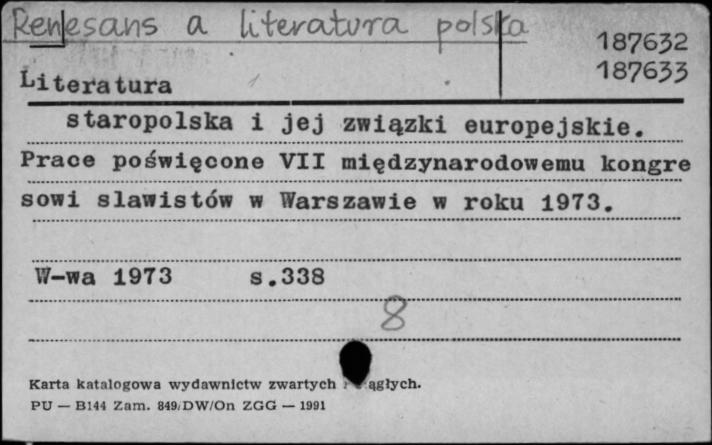 Renesans a literatura polska
187632
187633
Literatura
staropolska i jej związki europejskie.
Prace poświęcone VII międzynarodowemu kongre
sowi slawistów w Warszawie w roku 1973.
W-wa 1973 s.338
8
Karta katalogowa wydawnictw zwartych
PU — B144 Zam. 849/DW/On ZGG — 1991